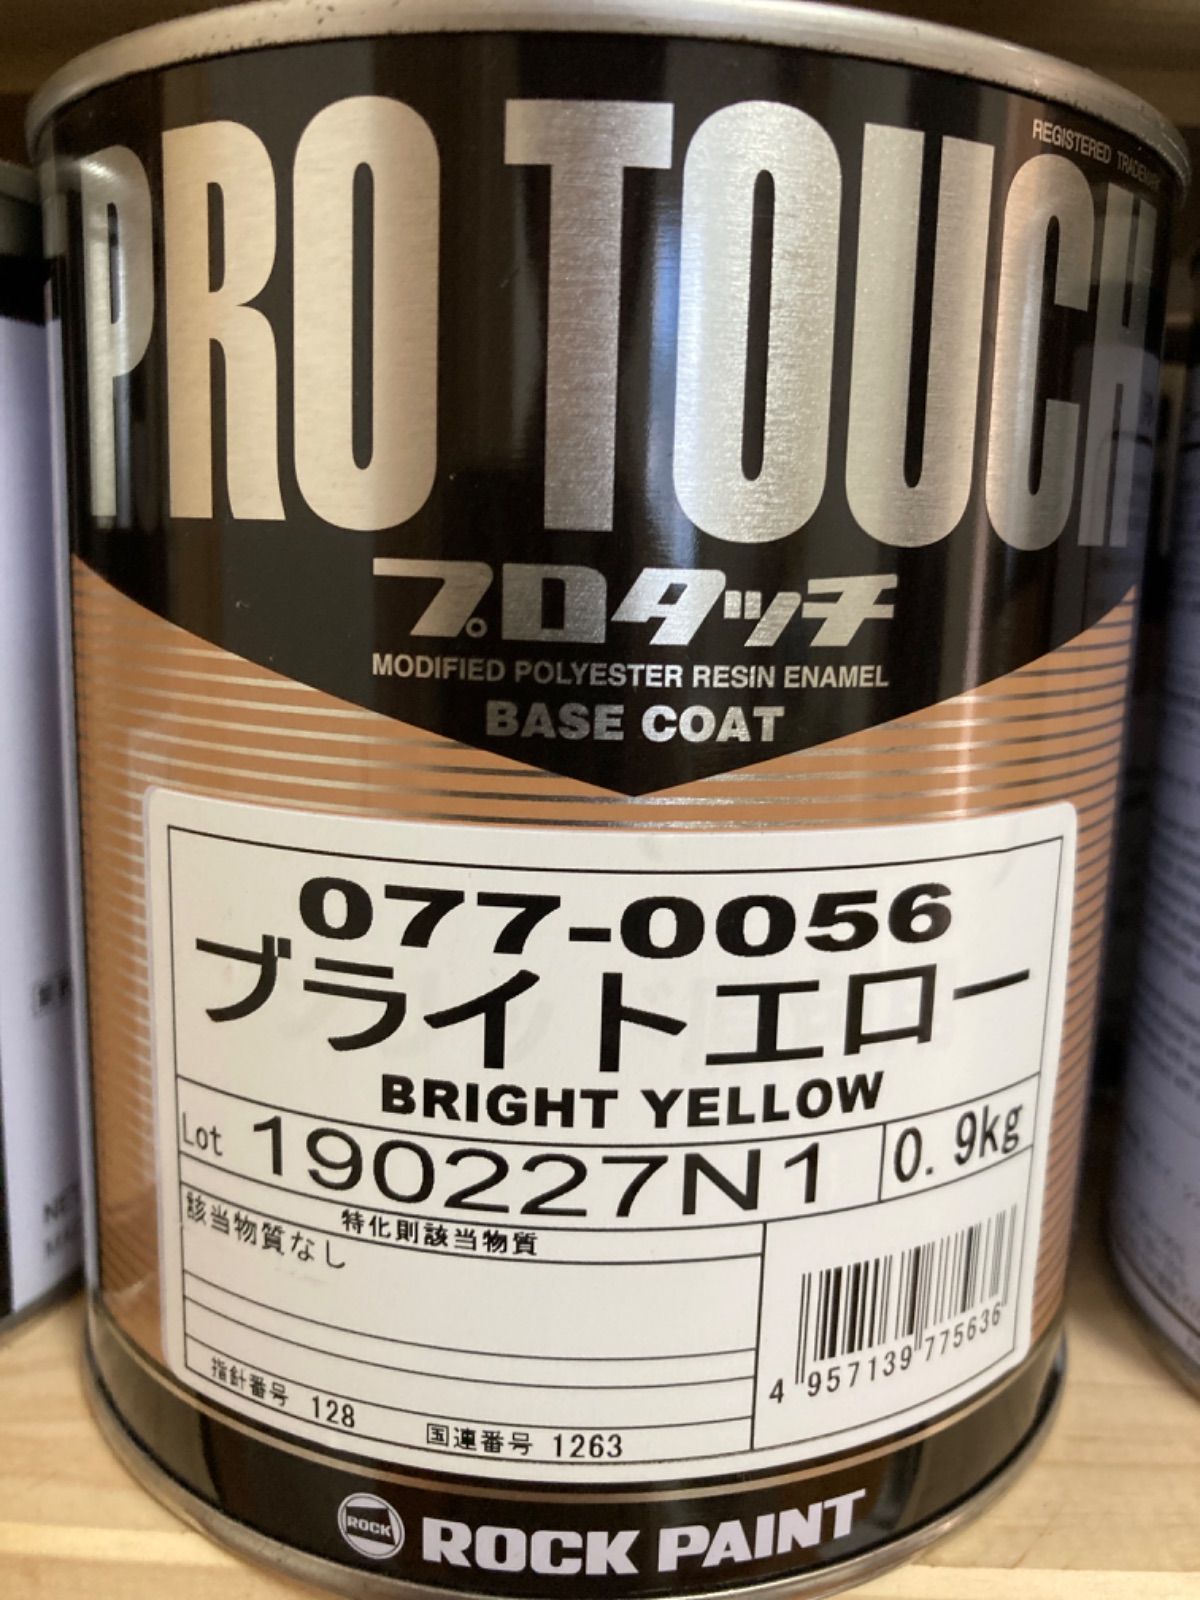 PRO TOUCH
REGISTERED TRADEMARK
プロタッチ
MODIFIED POLYESTER RESIN ENAMEL
BASE COAT
077-0056
ブライトエロー
BRIGHT YELLOW
Lot 190227N1 0.9kg
特化則該当物質
該当物質なし
4 957139 775636
指針番号 128 国連番号 1263
ROCK ROCK PAINT